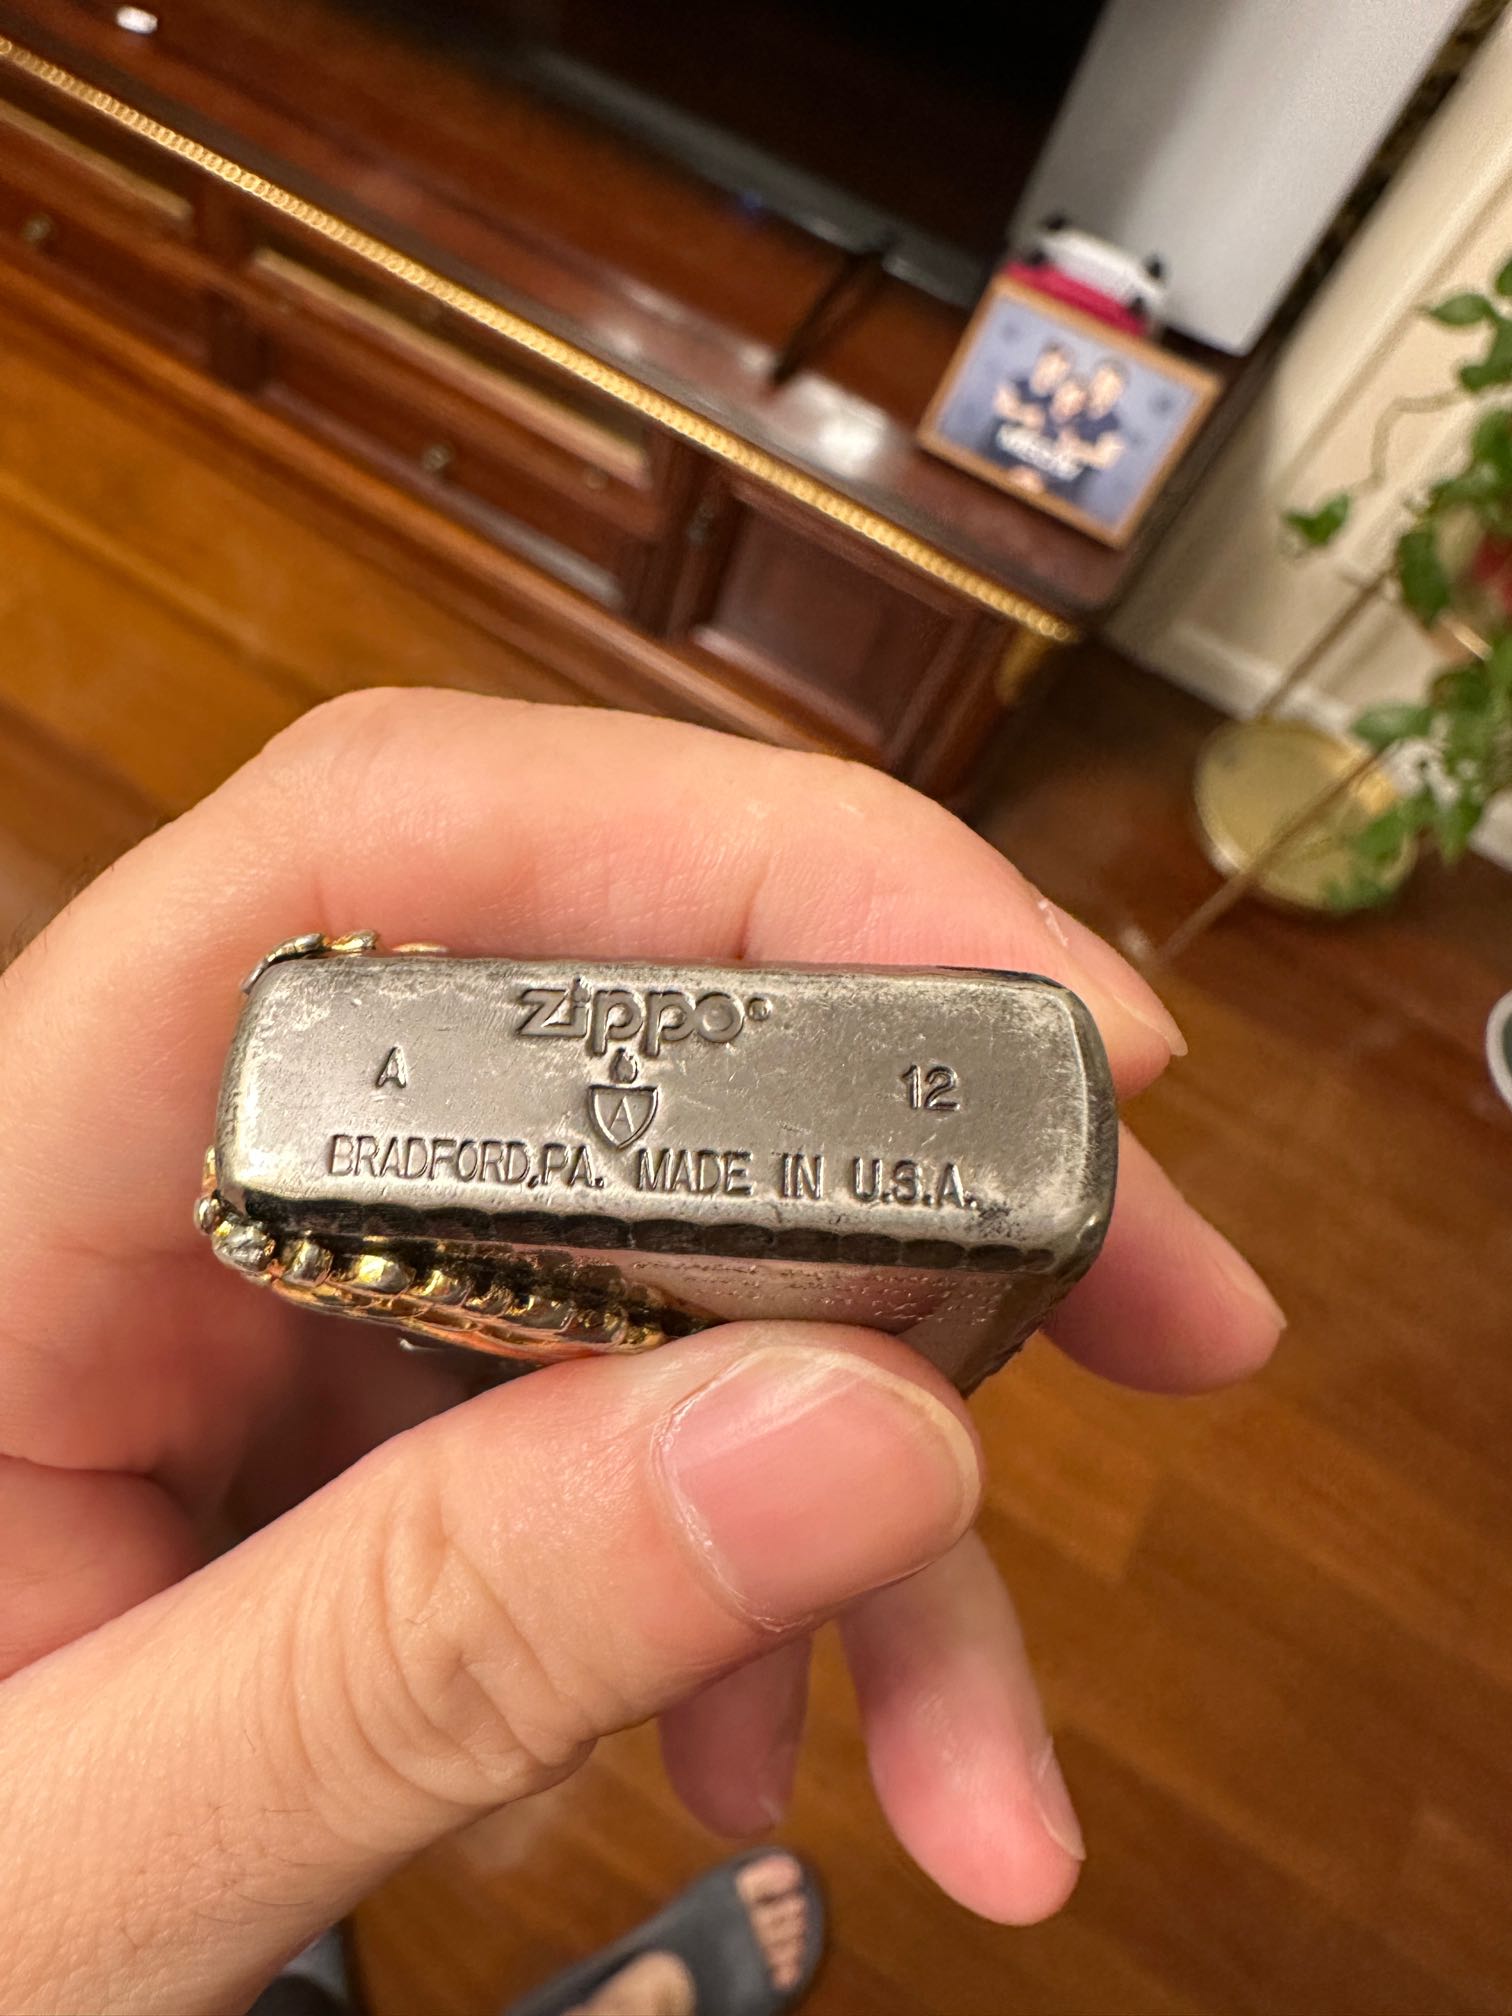 zippo®
A 12
A
BRADFORD,PA. MADE IN U.S.A.